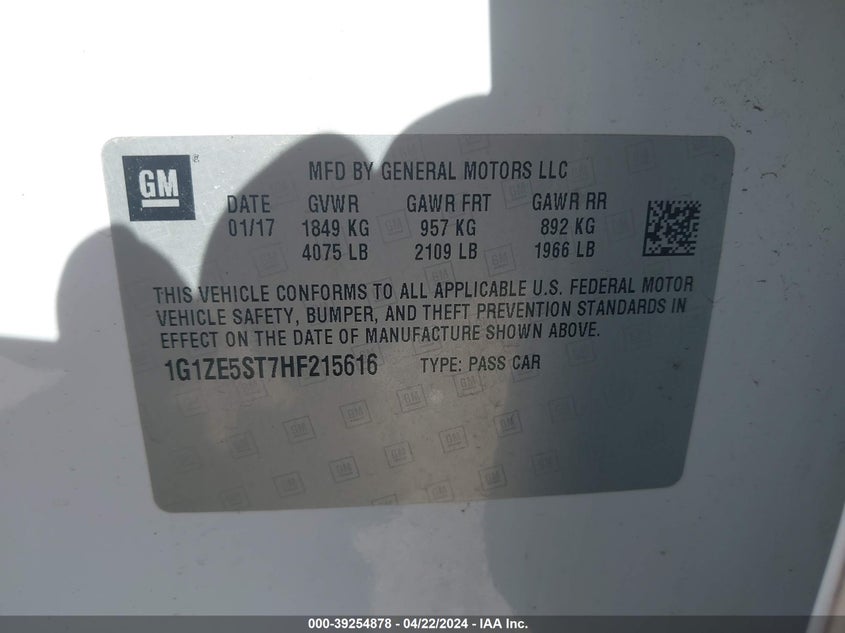 GM
MFD BY GENERAL MOTORS LLC
DATE GVWR GAWR FRT GAWR RR
01/17 1849 KG 957 KG 892 KG
4075 LB 2109 LB 1966 LB
THIS VEHICLE CONFORMS TO ALL APPLICABLE U.S. FEDERAL MOTOR
VEHICLE SAFETY, BUMPER, AND THEFT PREVENTION STANDARDS IN
EFFECT ON THE DATE OF MANUFACTURE SHOWN ABOVE.
1G1ZE5ST7HF215616 TYPE: PASS CAR
000-39254878 - 04/22/2024 - IAA Inc.